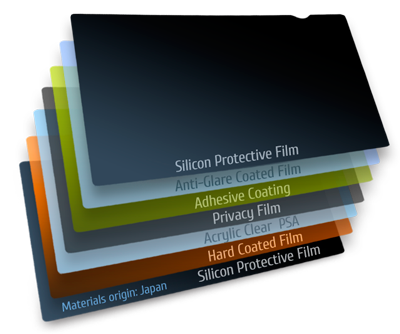 Silicon Protective Film
Anti-Glare Coated Film
Adhesive Coating
Privacy Film
Acrylic Clear PSA
Hard Coated Film
Silicon Protective Film
Materials origin: Japan